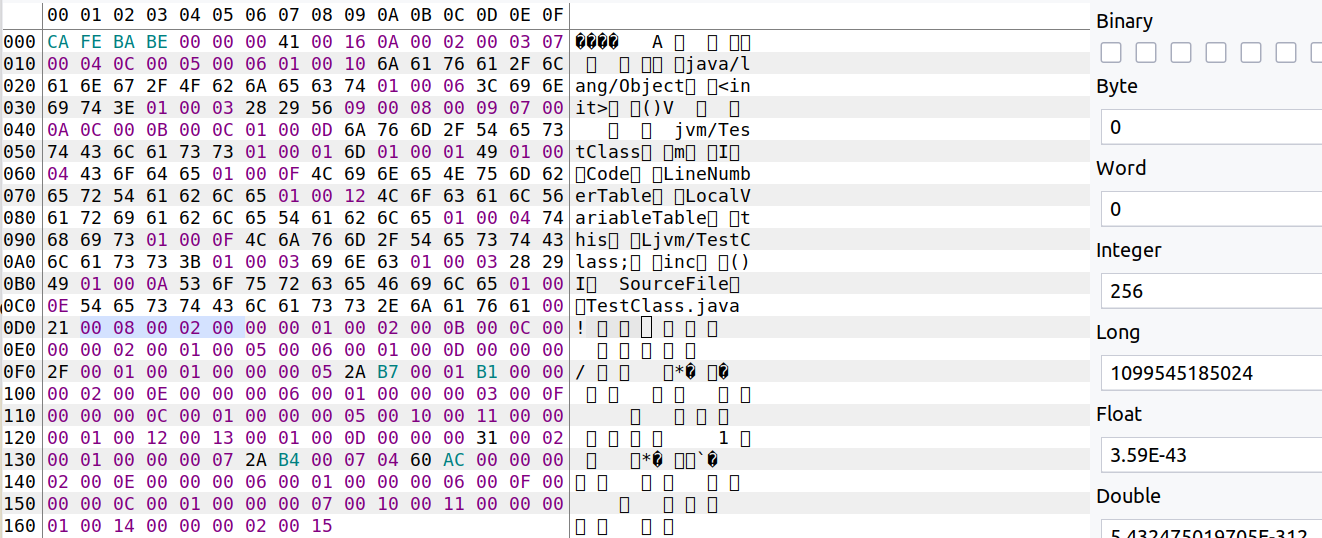 00 01 02 03 04 05 06 07 08 09 0A 0B 0C 0D 0E 0F
000 CA FE BA BE 00 00 00 41 00 16 0A 00 02 00 03 07 ���� A
010 00 04 0C 00 05 00 06 01 00 10 6A 61 76 61 2F 6C java/l
020 61 6E 67 2F 4F 62 6A 65 63 74 01 00 06 3C 69 6E ang/Object <in
030 69 74 3E 01 00 03 28 29 56 09 00 08 00 09 07 00 it> ()V
040 0A 0C 00 0B 00 0C 01 00 0D 6A 76 6D 2F 54 65 73 jvm/Tes
050 74 43 6C 61 73 73 01 00 01 6D 01 00 01 49 01 00 tClass m I
060 04 43 6F 64 65 01 00 0F 4C 69 6E 65 4E 75 6D 62 Code LineNumb
070 65 72 54 61 62 6C 65 01 00 12 4C 6F 63 61 6C 56 erTable LocalV
080 61 72 69 61 62 6C 65 54 61 62 6C 65 01 00 04 74 ariableTable t
090 68 69 73 01 00 0F 4C 6A 76 6D 2F 54 65 73 74 43 his Ljvm/TestC
0A0 6C 61 73 73 3B 01 00 03 69 6E 63 01 00 03 28 29 lass; inc ()
0B0 49 01 00 0A 53 6F 75 72 63 65 46 69 6C 65 01 00 I SourceFile
0C0 0E 54 65 73 74 43 6C 61 73 73 2E 6A 61 76 61 00 TestClass.java
0D0 21 00 08 00 02 00 00 00 01 00 02 00 0B 00 0C 00 !
0E0 00 00 02 00 01 00 05 00 06 00 01 00 0D 00 00 00
0F0 2F 00 01 00 01 00 00 00 05 2A B7 00 01 B1 00 00 / *� �
100 00 02 00 0E 00 00 00 06 00 01 00 00 00 03 00 0F
110 00 00 00 0C 00 01 00 00 00 05 00 10 00 11 00 00
120 00 01 00 12 00 13 00 01 00 0D 00 00 00 31 00 02 1
130 00 01 00 00 00 07 2A B4 00 07 04 60 AC 00 00 00 *� `�
140 02 00 0E 00 00 00 06 00 01 00 00 00 06 00 0F 00
150 00 00 0C 00 01 00 00 00 07 00 10 00 11 00 00 00
160 01 00 14 00 00 00 02 00 15
Binary
Byte
0
Word
0
Integer
256
Long
1099545185024
Float
3.59E-43
Double
5.432475019705E-312